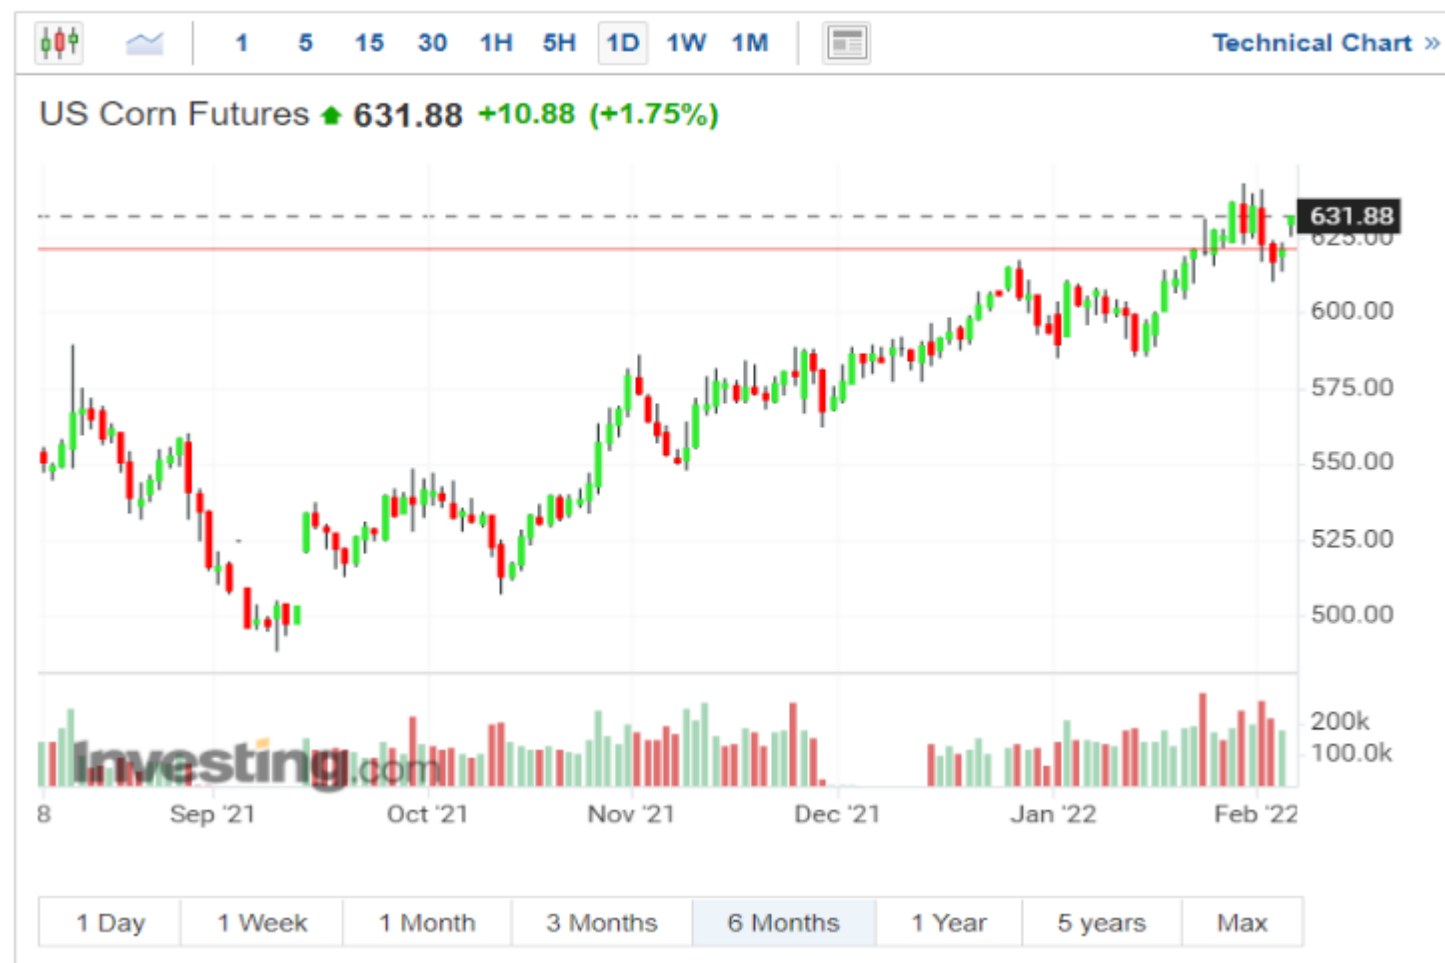 1 5 15 30 1H 5H 1D 1W 1M Technical Chart »
US Corn Futures 631.88 +10.88 (+1.75%)
631.88
625.00
600.00
575.00
550.00
525.00
500.00
200k
100.0k
Investing.com
8 Sep '21 Oct '21 Nov '21 Dec '21 Jan '22 Feb '22
1 Day 1 Week 1 Month 3 Months 6 Months 1 Year 5 years Max